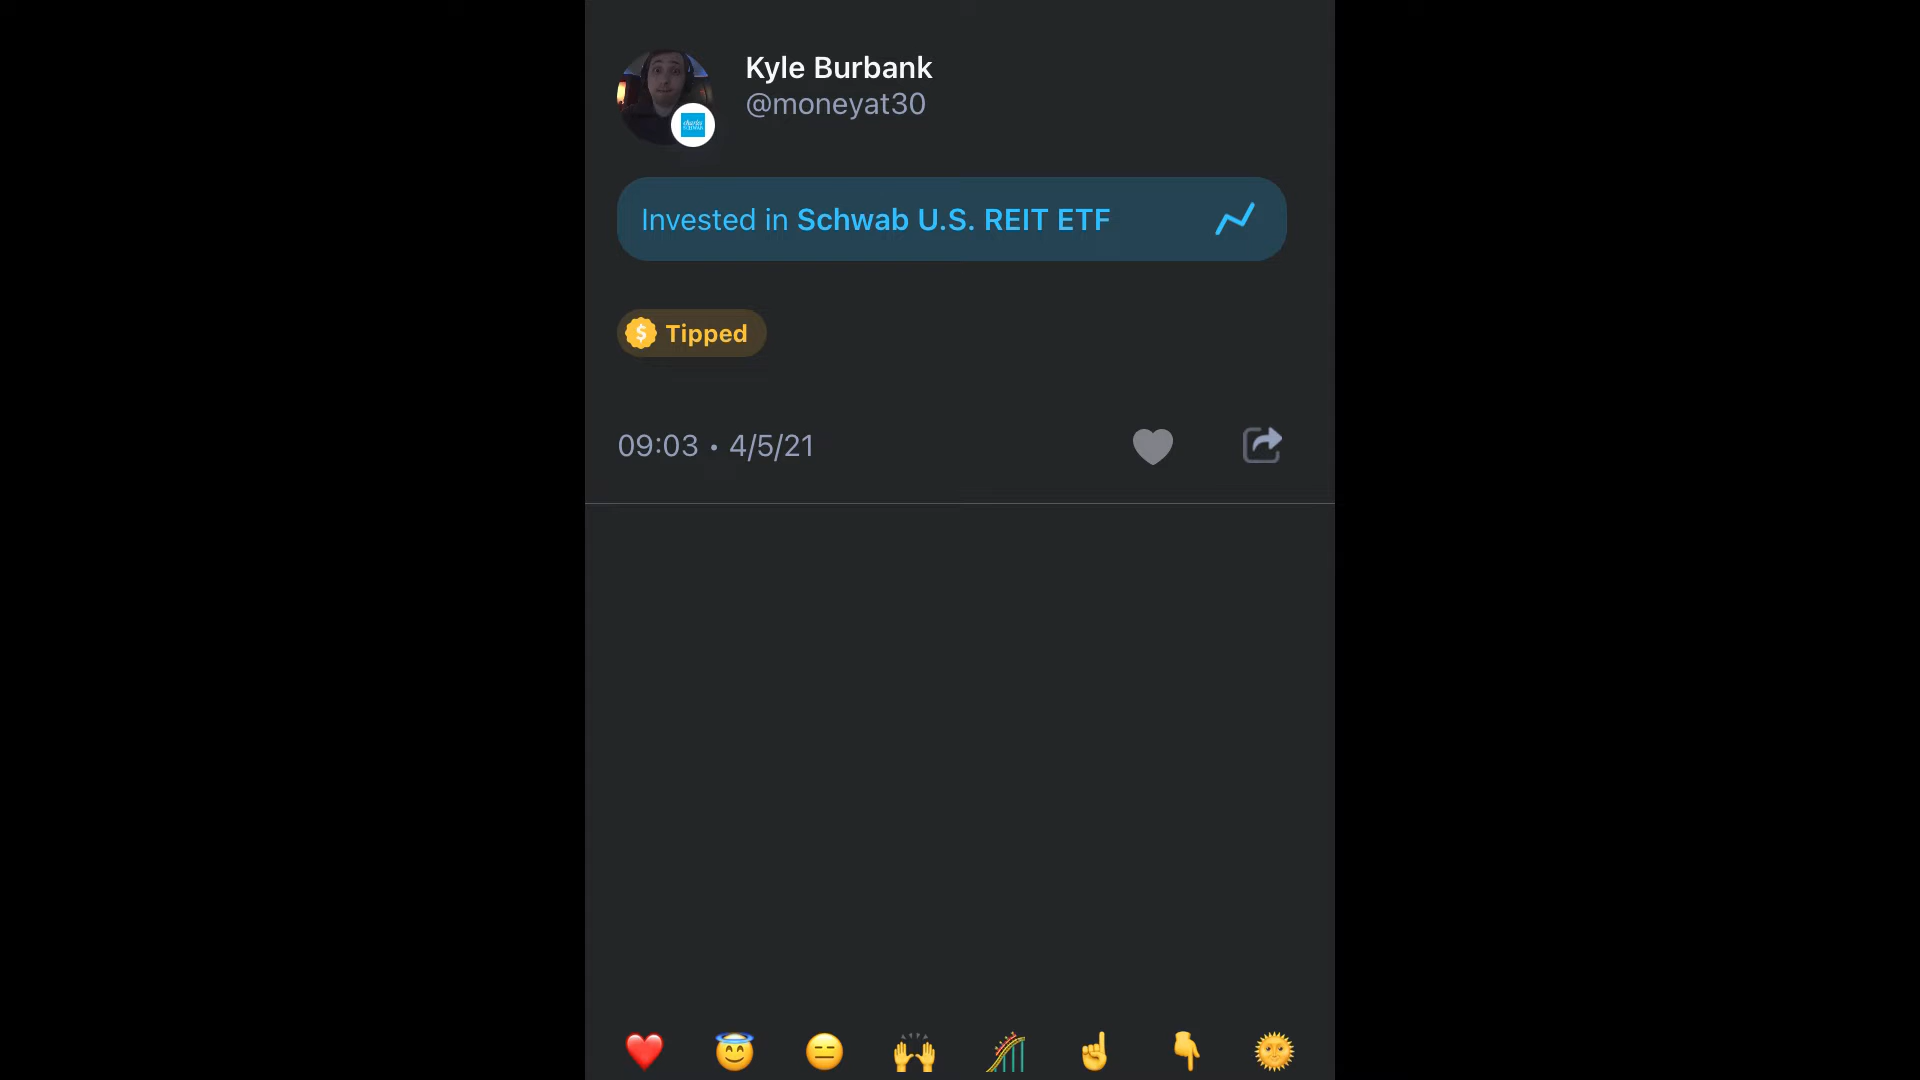 Kyle Burbank
@moneyat30
Invested in Schwab U.S. REIT ETF
Tipped
09:03 • 4/5/21